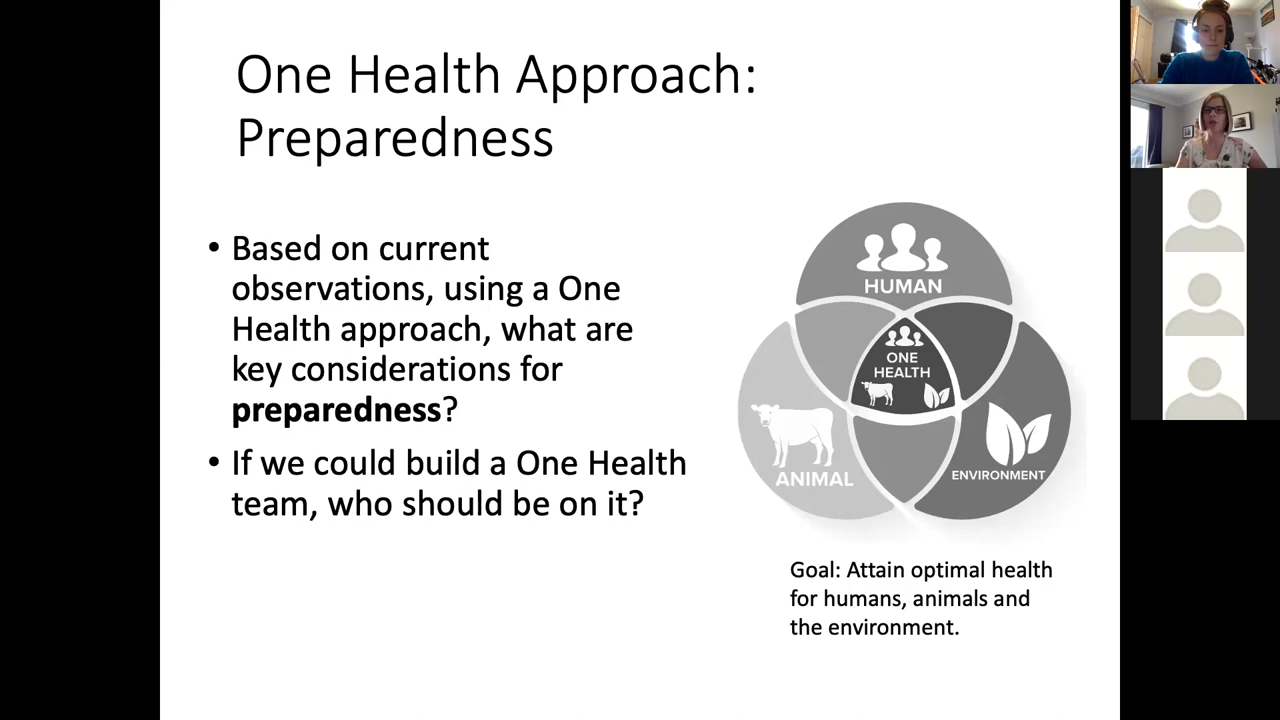 One Health Approach:
Preparedness
• Based on current
observations, using a One
Health approach, what are
key considerations for
preparedness?
• If we could build a One Health
team, who should be on it?
HUMAN
ONE
HEALTH
ANIMAL
ENVIRONMENT
Goal: Attain optimal health
for humans, animals and
the environment.